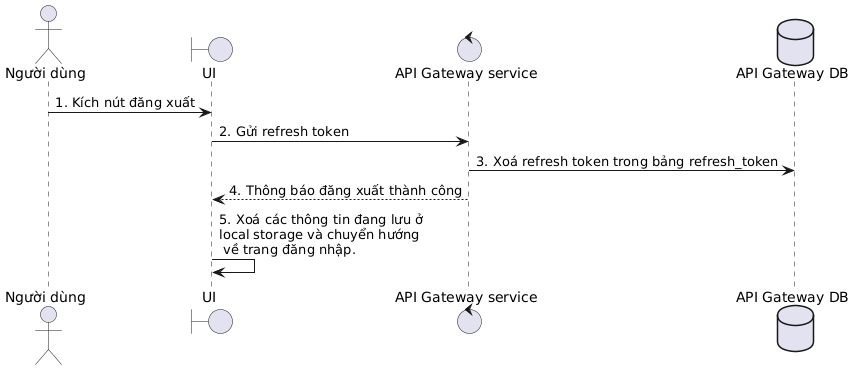 Người dùng
UI
API Gateway service
API Gateway DB
1. Kích nút đăng xuất
2. Gửi refresh token
3. Xoá refresh token trong bảng refresh_token
4. Thông báo đăng xuất thành công
5. Xoá các thông tin đang lưu ở
local storage và chuyển hướng
về trang đăng nhập.
Người dùng
UI
API Gateway service
API Gateway DB